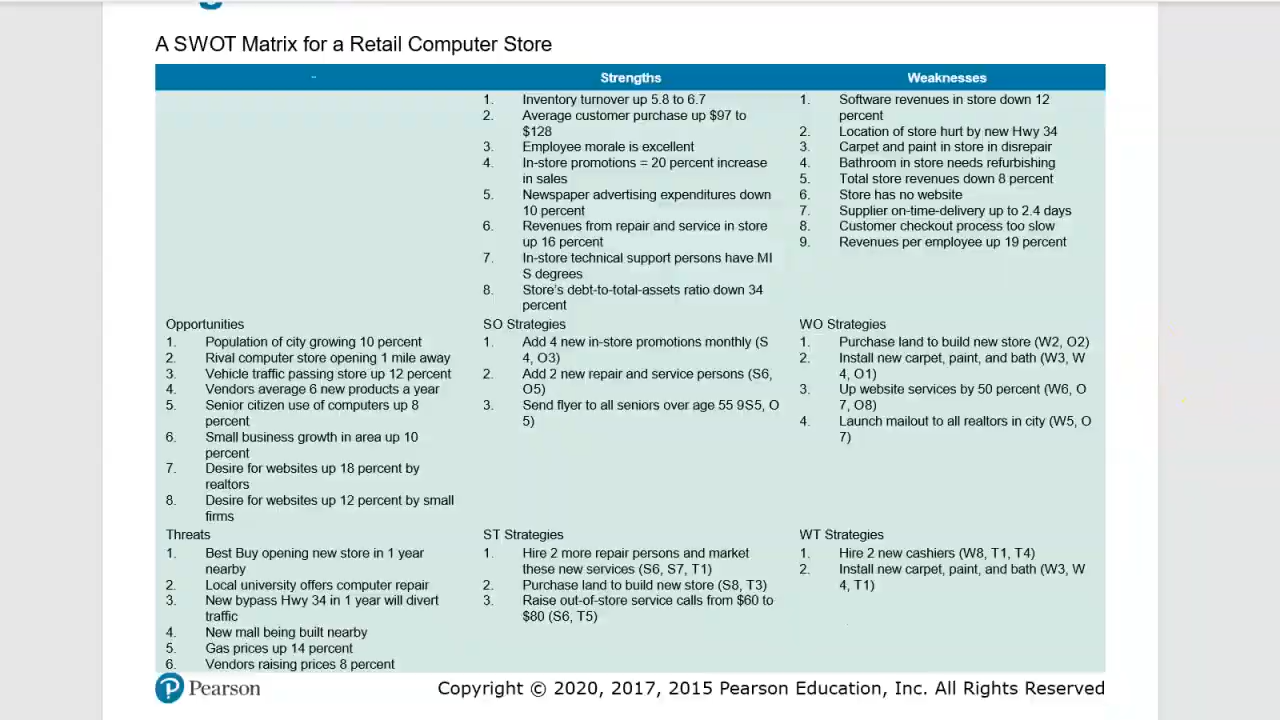 A SWOT Matrix for a Retail Computer Store
-
Strengths
Weaknesses
1. Inventory turnover up 5.8 to 6.7
2. Average customer purchase up $97 to
$128
3. Employee morale is excellent
4. In-store promotions = 20 percent increase
in sales
5. Newspaper advertising expenditures down
10 percent
6. Revenues from repair and service in store
up 16 percent
7. In-store technical support persons have MI
S degrees
8. Store's debt-to-total-assets ratio down 34
percent
1. Software revenues in store down 12
percent
2. Location of store hurt by new Hwy 34
3. Carpet and paint in store in disrepair
4. Bathroom in store needs refurbishing
5. Total store revenues down 8 percent
6. Store has no website
7. Supplier on-time-delivery up to 2.4 days
8. Customer checkout process too slow
9. Revenues per employee up 19 percent
Opportunities
1. Population of city growing 10 percent
2. Rival computer store opening 1 mile away
3. Vehicle traffic passing store up 12 percent
4. Vendors average 6 new products a year
5. Senior citizen use of computers up 8
percent
6. Small business growth in area up 10
percent
7. Desire for websites up 18 percent by
realtors
8. Desire for websites up 12 percent by small
firms
SO Strategies
1. Add 4 new in-store promotions monthly (S
4, O3)
2. Add 2 new repair and service persons (S6,
O5)
3. Send flyer to all seniors over age 55 9S5, O
5)
WO Strategies
1. Purchase land to build new store (W2, O2)
2. Install new carpet, paint, and bath (W3, W
4, O1)
3. Up website services by 50 percent (W6, O
7, O8)
4. Launch mailout to all realtors in city (W5, O
7)
Threats
1. Best Buy opening new store in 1 year
nearby
2. Local university offers computer repair
3. New bypass Hwy 34 in 1 year will divert
traffic
4. New mall being built nearby
5. Gas prices up 14 percent
6. Vendors raising prices 8 percent
ST Strategies
1. Hire 2 more repair persons and market
these new services (S6, S7, T1)
2. Purchase land to build new store (S8, T3)
3. Raise out-of-store service calls from $60 to
$80 (S6, T5)
WT Strategies
1. Hire 2 new cashiers (W8, T1, T4)
2. Install new carpet, paint, and bath (W3, W
4, T1)
P Pearson
Copyright © 2020, 2017, 2015 Pearson Education, Inc. All Rights Reserved